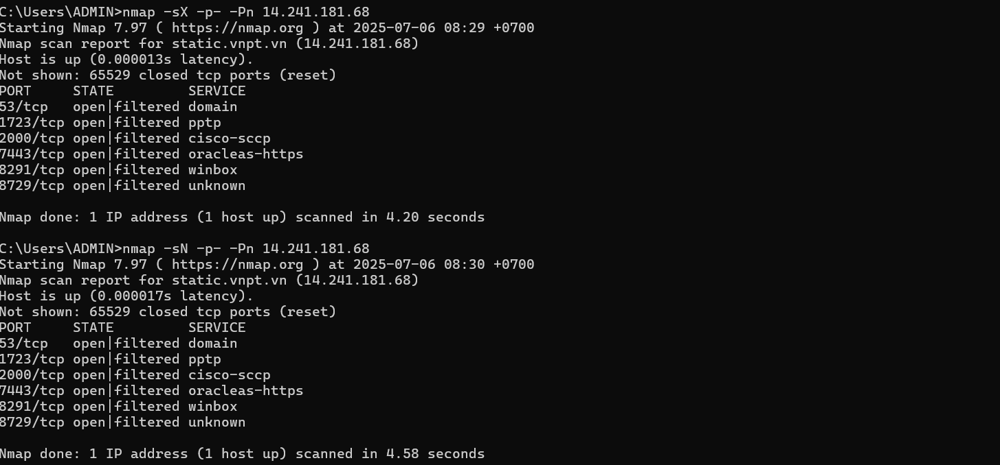 C:\Users\ADMIN>nmap -sX -p- -Pn 14.241.181.68
Starting Nmap 7.97 ( https://nmap.org ) at 2025-07-06 08:29 +0700
Nmap scan report for static.vnpt.vn (14.241.181.68)
Host is up (0.000013s latency).
Not shown: 65529 closed tcp ports (reset)
PORT     STATE         SERVICE
53/tcp   open|filtered domain
1723/tcp open|filtered pptp
2000/tcp open|filtered cisco-sccp
7443/tcp open|filtered oracleas-https
8291/tcp open|filtered winbox
8729/tcp open|filtered unknown

Nmap done: 1 IP address (1 host up) scanned in 4.20 seconds

C:\Users\ADMIN>nmap -sN -p- -Pn 14.241.181.68
Starting Nmap 7.97 ( https://nmap.org ) at 2025-07-06 08:30 +0700
Nmap scan report for static.vnpt.vn (14.241.181.68)
Host is up (0.000017s latency).
Not shown: 65529 closed tcp ports (reset)
PORT     STATE         SERVICE
53/tcp   open|filtered domain
1723/tcp open|filtered pptp
2000/tcp open|filtered cisco-sccp
7443/tcp open|filtered oracleas-https
8291/tcp open|filtered winbox
8729/tcp open|filtered unknown

Nmap done: 1 IP address (1 host up) scanned in 4.58 seconds